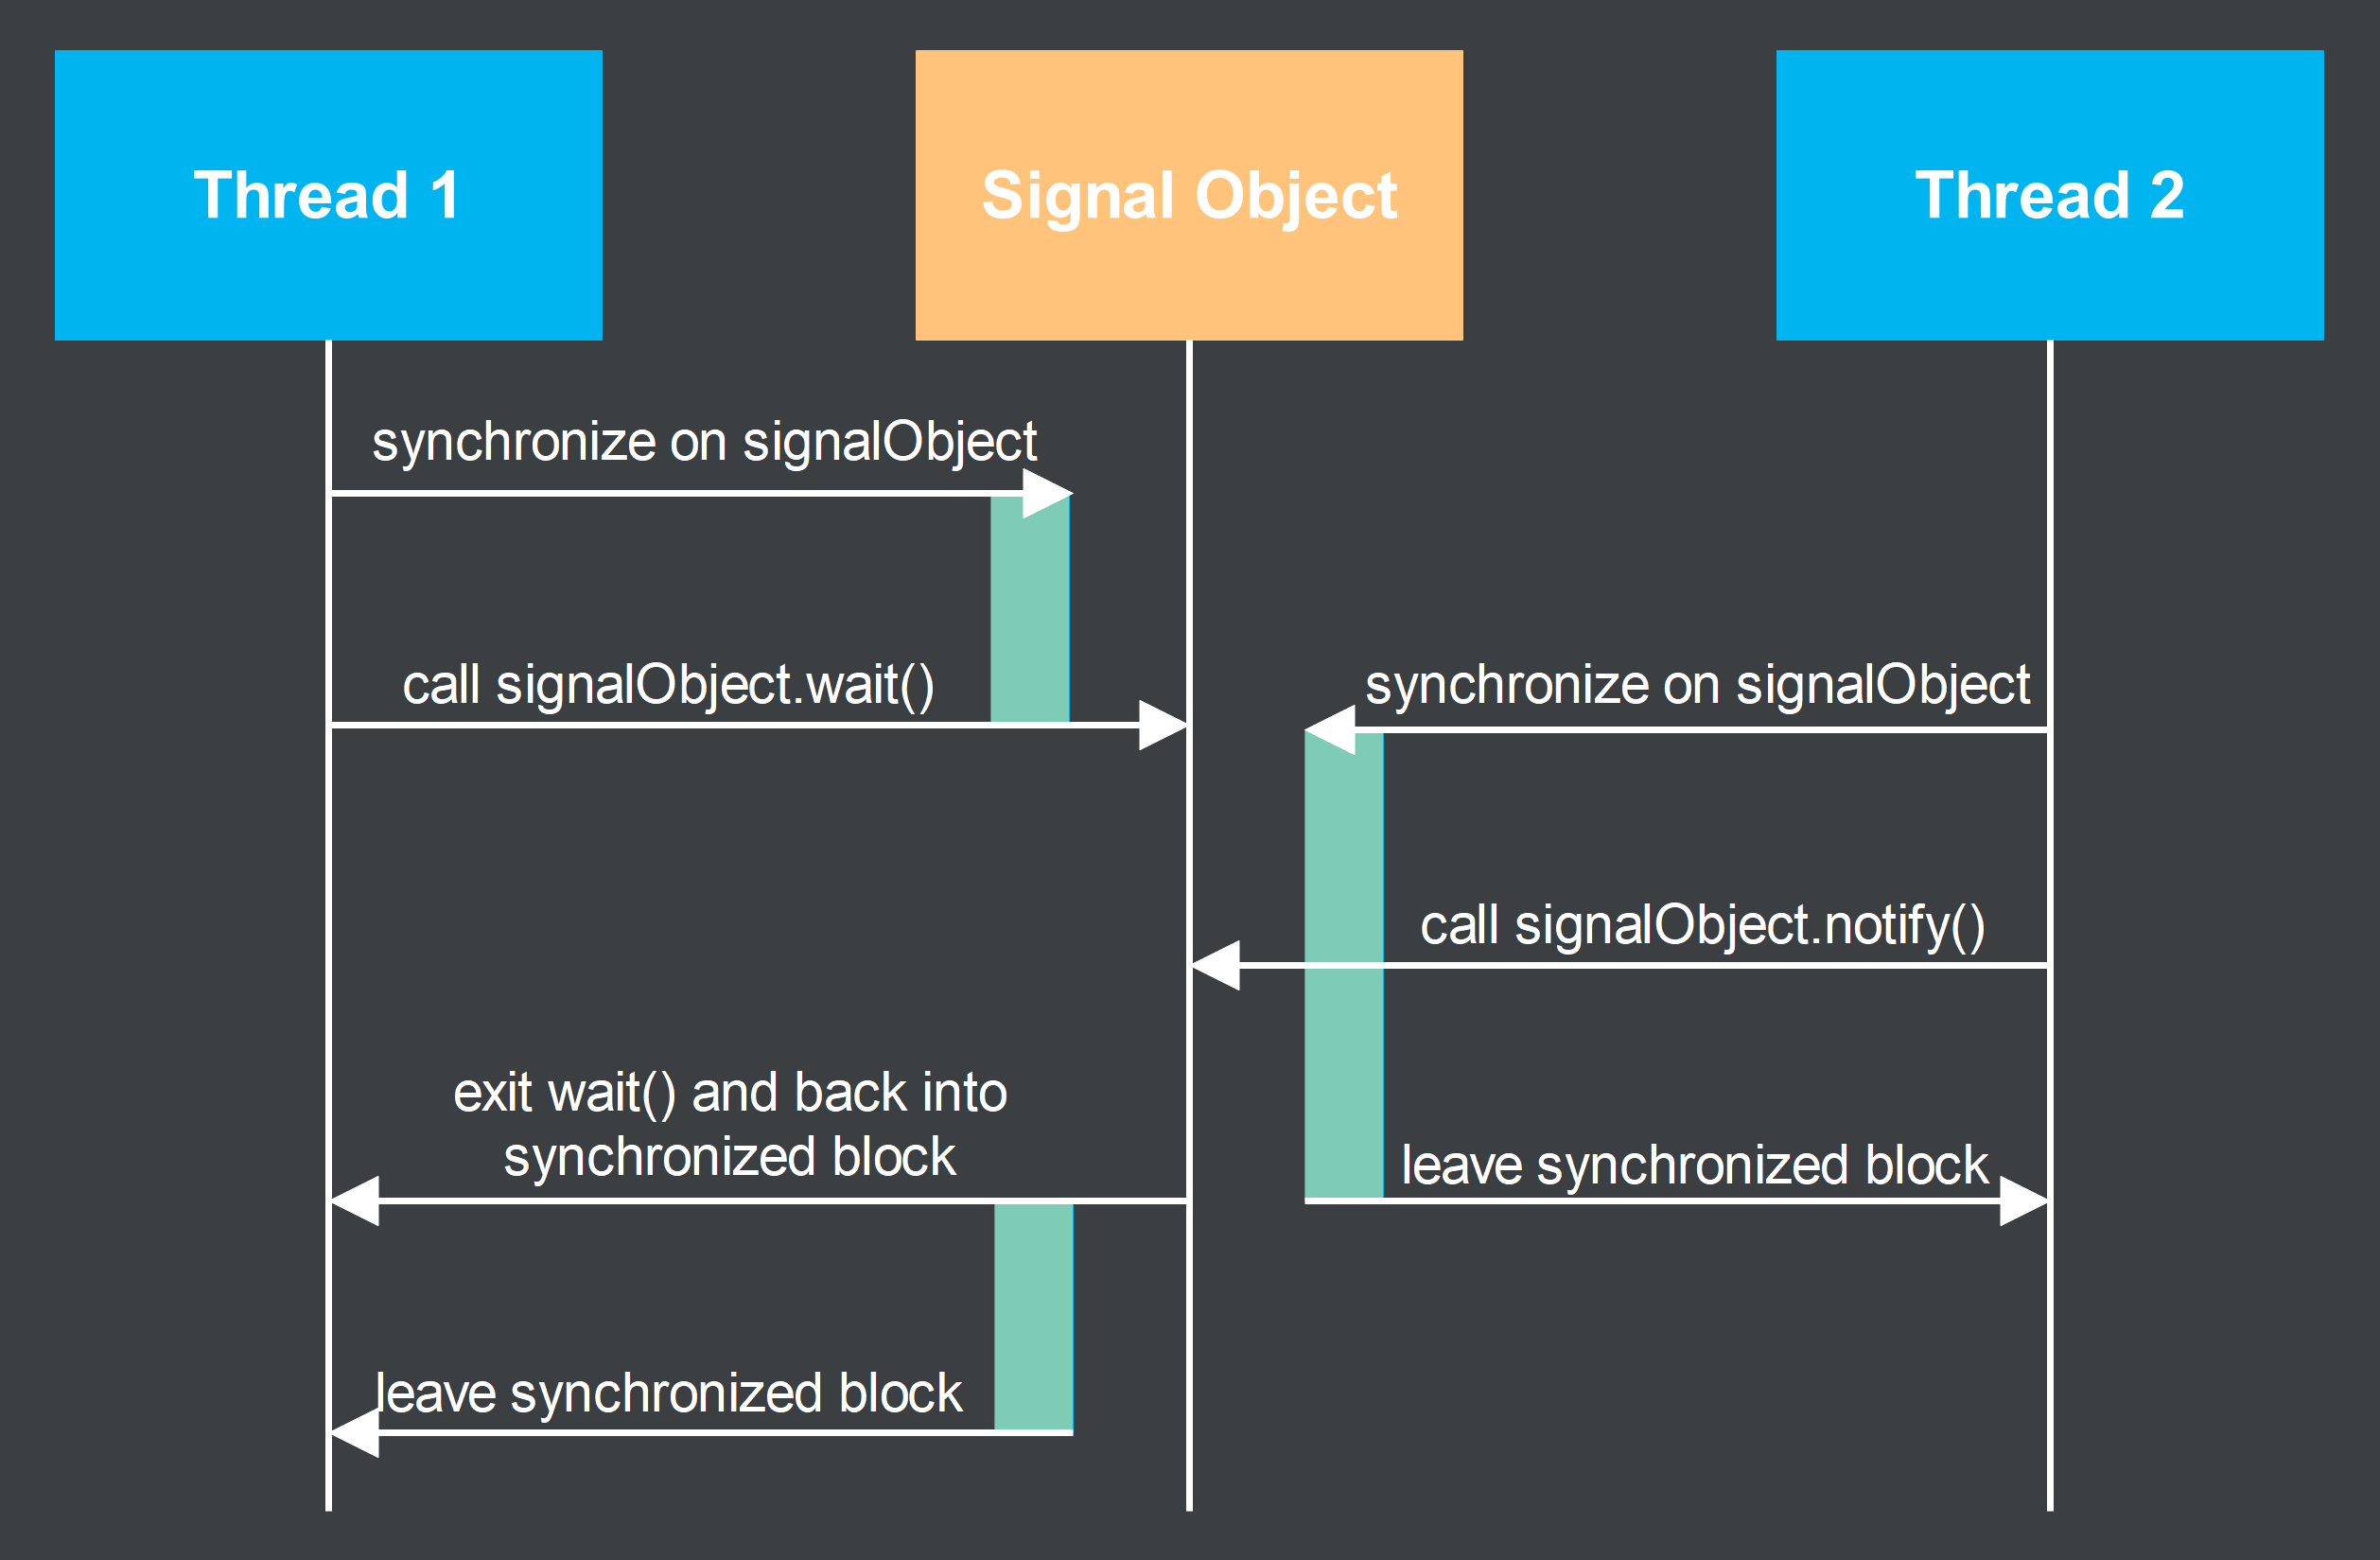 Thread 1
Signal Object
Thread 2
synchronize on signalObject
call signalObject.wait()
synchronize on signalObject
call signalObject.notify()
exit wait() and back into
synchronized block
leave synchronized block
leave synchronized block